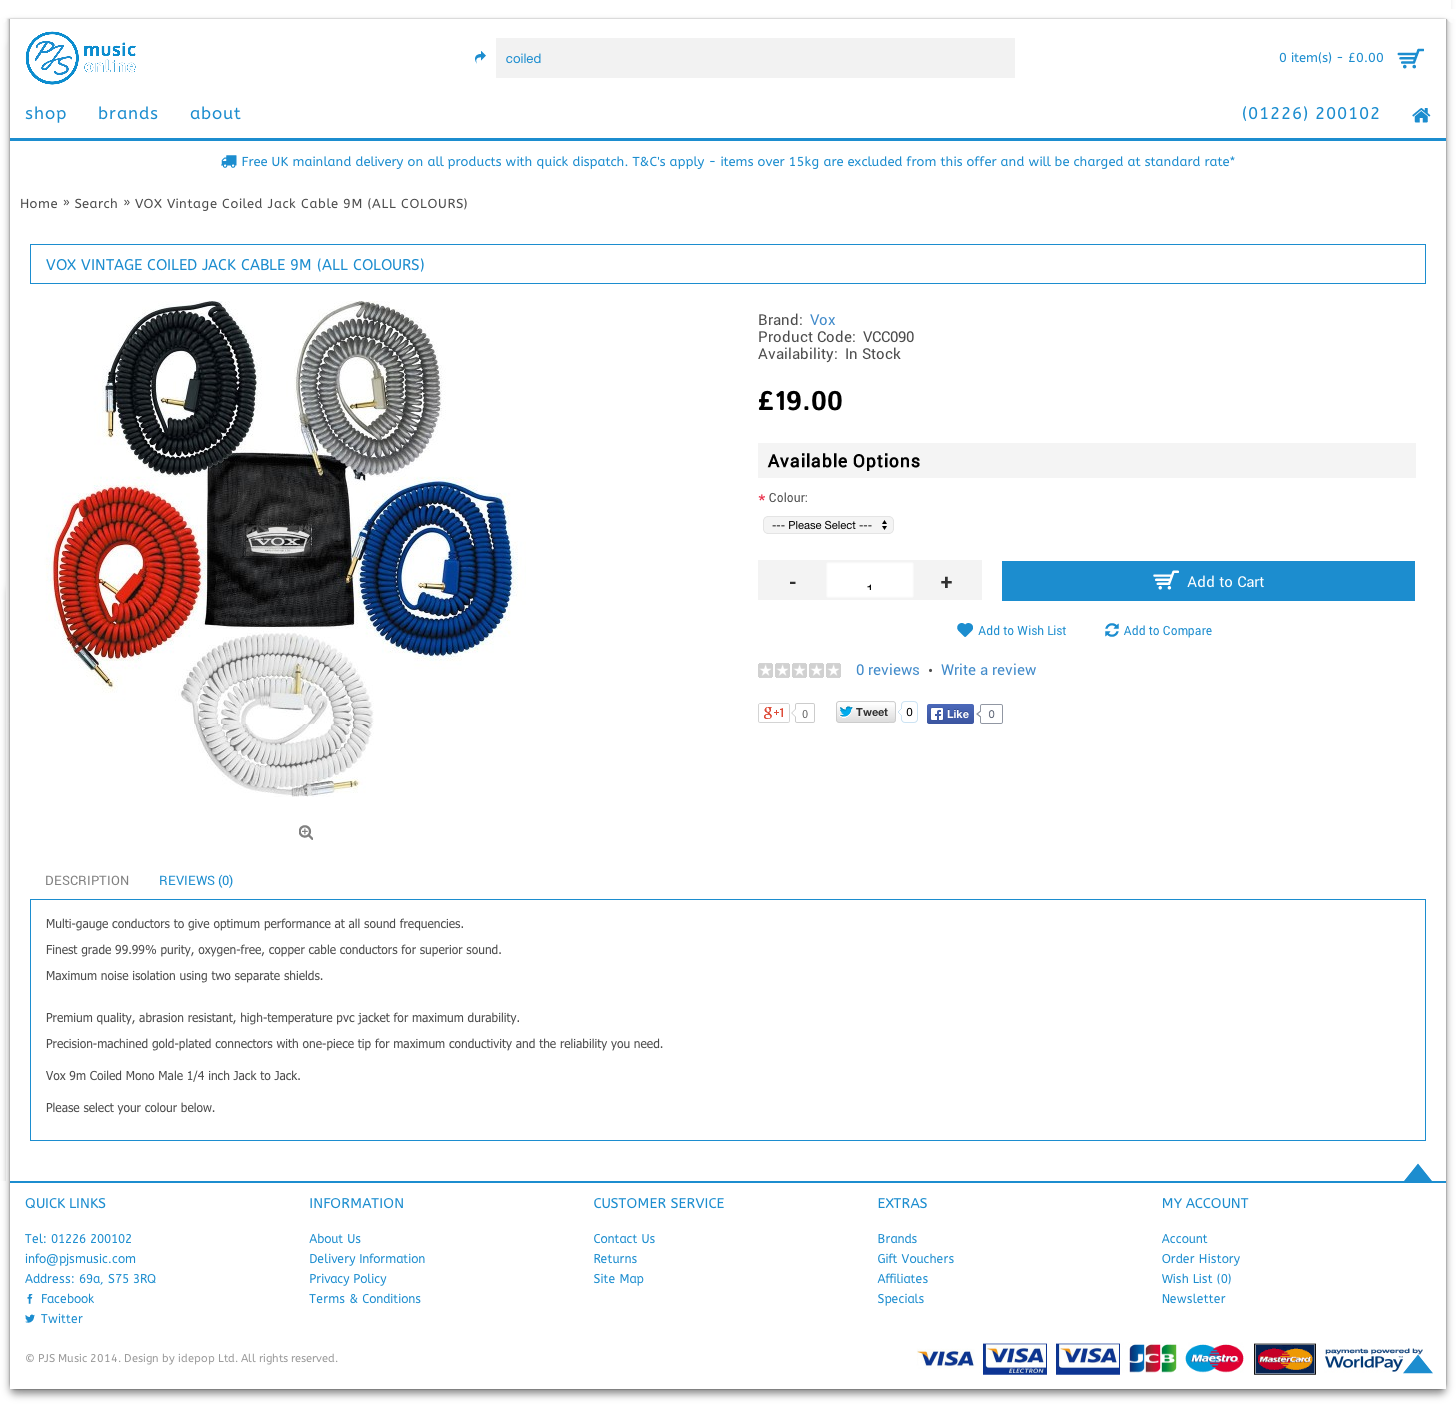 PJS music
online
coiled
0 item(s) - £0.00
shop brands about
(01226) 200102
Free UK mainland delivery on all products with quick dispatch. T&C's apply - items over 15kg are excluded from this offer and will be charged at standard rate*
Home » Search » VOX Vintage Coiled Jack Cable 9M (ALL COLOURS)
VOX VINTAGE COILED JACK CABLE 9M (ALL COLOURS)
VOX
Brand: Vox
Product Code: VCC090
Availability: In Stock
£19.00
Available Options
* Colour:
--- Please Select ---
- 1 +
Add to Cart
Add to Wish List
Add to Compare
0 reviews • Write a review
g+1 0
Tweet 0
Like 0
DESCRIPTION
REVIEWS (0)
Multi-gauge conductors to give optimum performance at all sound frequencies.
Finest grade 99.99% purity, oxygen-free, copper cable conductors for superior sound.
Maximum noise isolation using two separate shields.
Premium quality, abrasion resistant, high-temperature pvc jacket for maximum durability.
Precision-machined gold-plated connectors with one-piece tip for maximum conductivity and the reliability you need.
Vox 9m Coiled Mono Male 1/4 inch Jack to Jack.
Please select your colour below.
QUICK LINKS
Tel: 01226 200102
info@pjsmusic.com
Address: 69a, S75 3RQ
Facebook
Twitter
INFORMATION
About Us
Delivery Information
Privacy Policy
Terms & Conditions
CUSTOMER SERVICE
Contact Us
Returns
Site Map
EXTRAS
Brands
Gift Vouchers
Affiliates
Specials
MY ACCOUNT
Account
Order History
Wish List (0)
Newsletter
© PJS Music 2014. Design by idepop Ltd. All rights reserved.
VISA
VISA
ELECTRON
VISA
JCB
Maestro
MasterCard
payments powered by
WorldPay